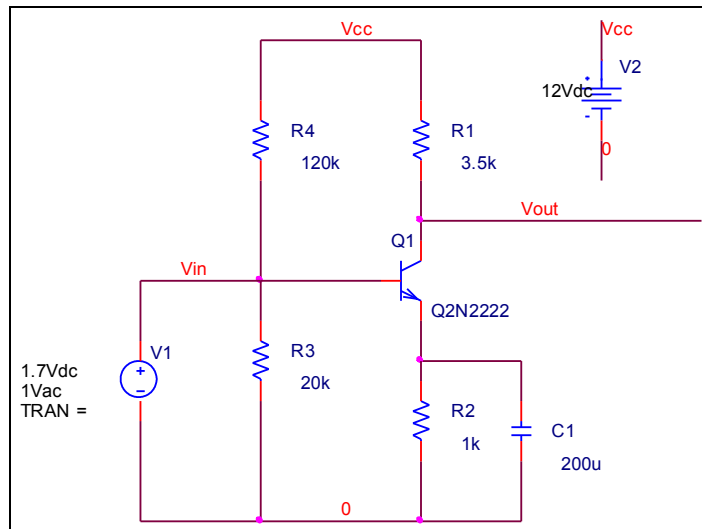 Vcc
Vcc
V2
12Vdc
+
-
0
R4
120k
R1
3.5k
Vout
Q1
Vin
Q2N2222
V1
1.7Vdc
1Vac
TRAN =
+
-
R3
20k
R2
1k
C1
200u
0